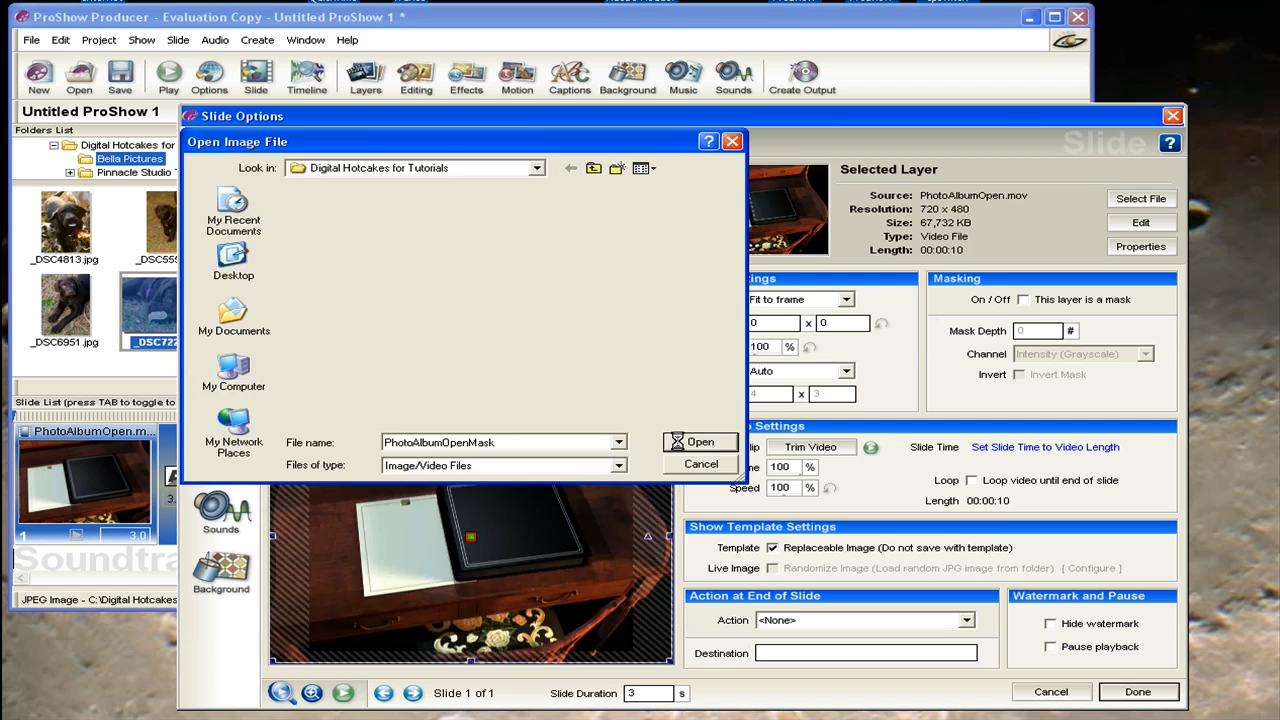 ProShow Producer - Evaluation Copy - Untitled ProShow 1 *
File Edit Project Show Slide Audio Create Window Help
New Open Save Play Options Slide Timeline Layers Editing Effects Motion Captions Background Music Sounds Create Output
Untitled ProShow 1
Folders List
Digital Hotcakes for
Bella Pictures
Pinnacle Studio
_DSC4813.jpg
_DSC6951.jpg
Slide List (press TAB to toggle to
PhotoAlbumOpen.m...
1 3.0
Soundtra
JPEG Image - C:\Digital Hotcakes
Slide Options
Slide
Open Image File
Look in: Digital Hotcakes for Tutorials
My Recent
Documents
Desktop
My Documents
My Computer
My Network
Places
File name: PhotoAlbumOpenMask Open
Files of type: Image/Video Files Cancel
Selected Layer
Source: PhotoAlbumOpen.mov Select File
Resolution: 720 x 480
Size: 67,732 KB Edit
Type: Video File
Length: 00:00:10 Properties
Fit to frame
0 x 0
100 %
Auto
4 x 3
Masking
On / Off This layer is a mask
Mask Depth 0 #
Channel Intensity (Grayscale)
Invert Invert Mask
Settings
Trim Video Slide Time Set Slide Time to Video Length
100 % Loop Loop video until end of slide
Speed 100 % Length 00:00:10
Show Template Settings
Template Replaceable Image (Do not save with template)
Live Image Randomize Image (Load random JPG image from folder) [ Configure ]
Action at End of Slide
Action <None>
Destination
Watermark and Pause
Hide watermark
Pause playback
Sounds
Background
Slide 1 of 1 Slide Duration 3 s
Cancel Done